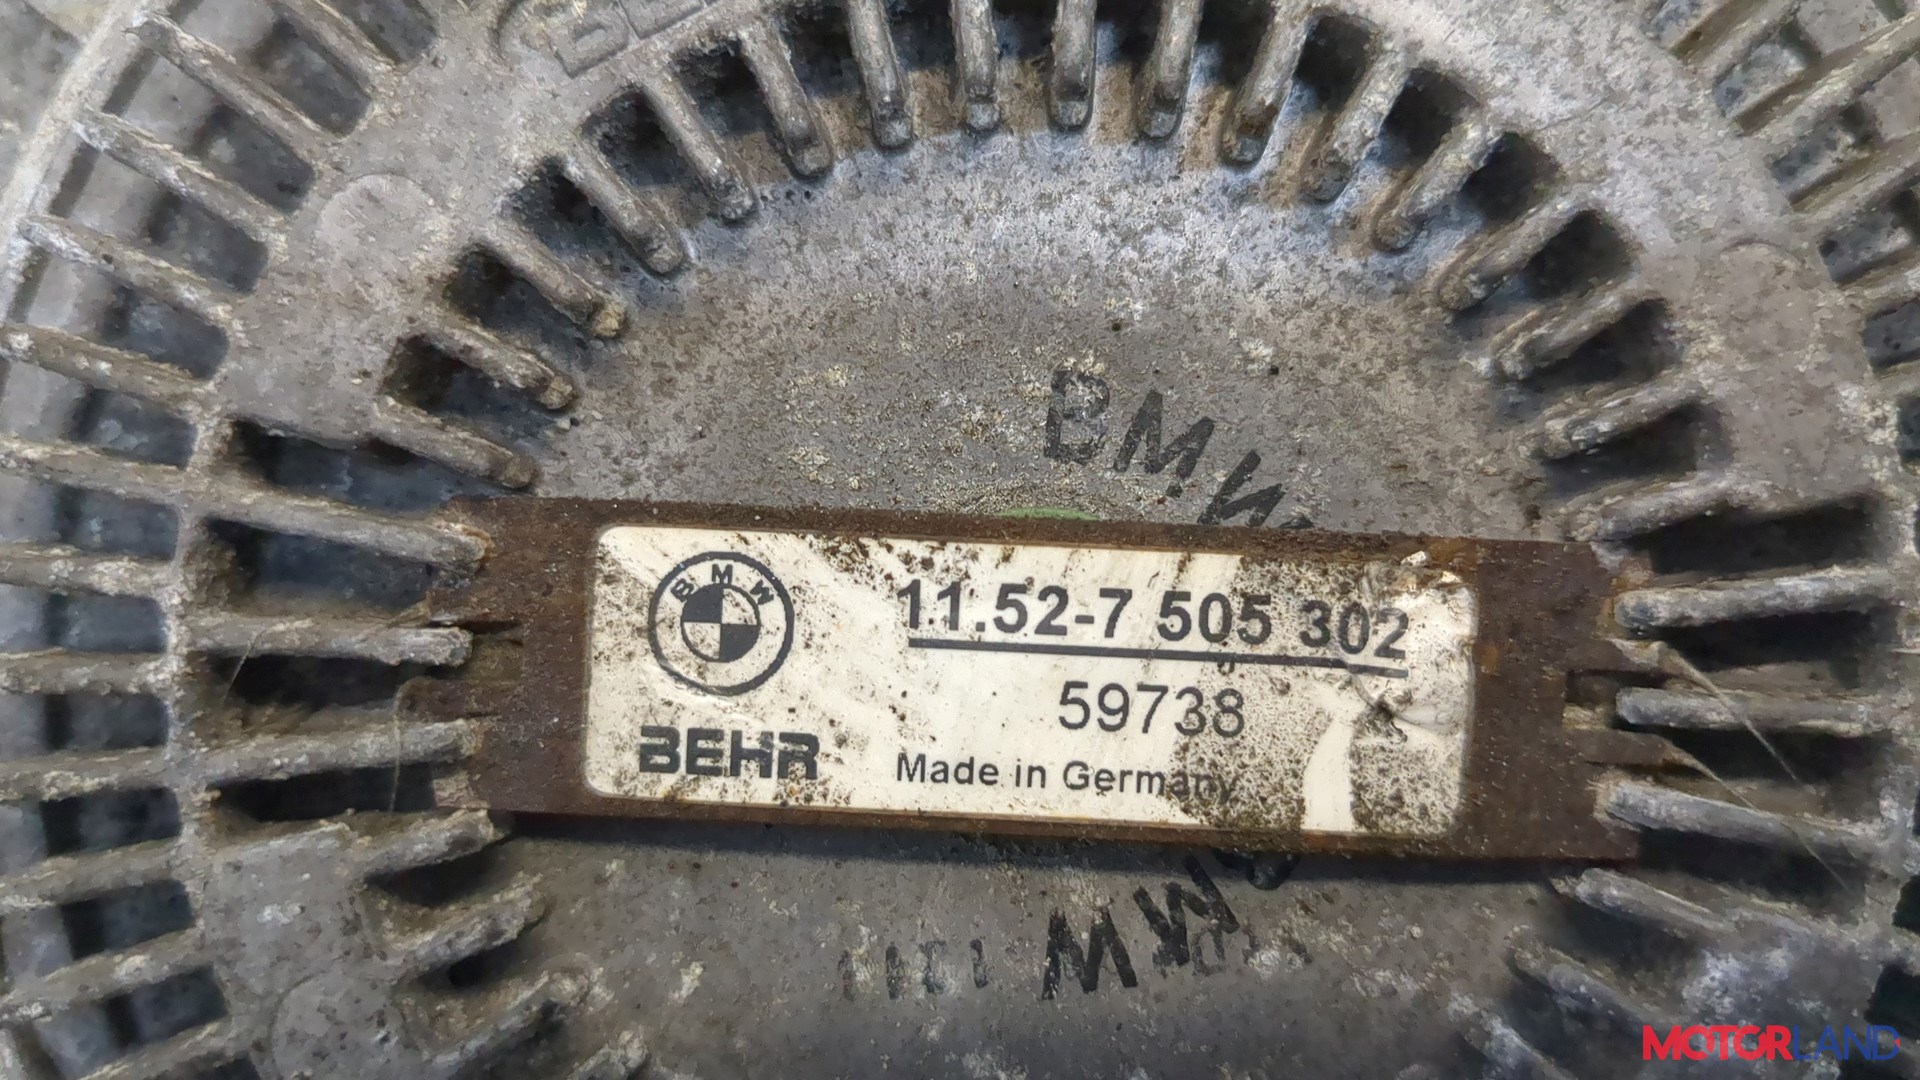 BMW
BMW
11.52-7 505 302
59738
BEHR
Made in Germany
MOTORLAND